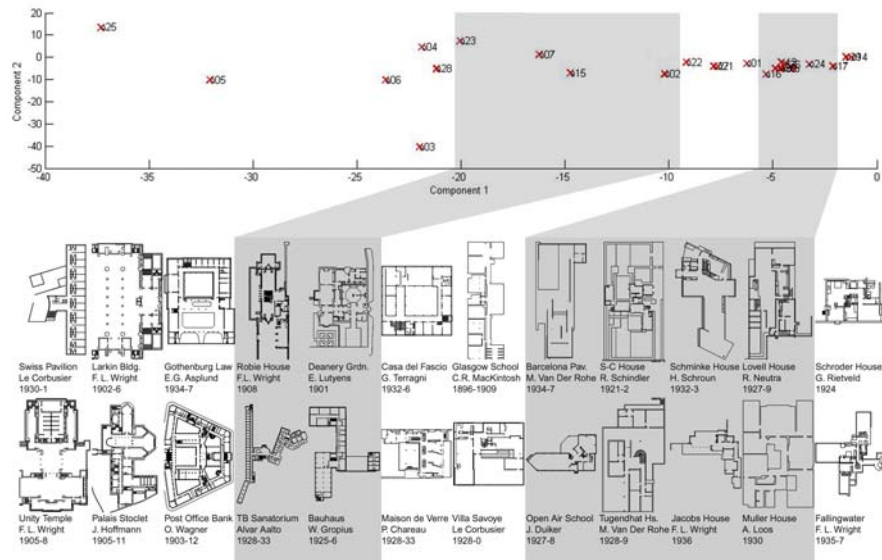 20
10
0
-10
-20
-30
-40
-50
Component 2
-40
-35
-30
-25
-20
-15
-10
-5
0
Component 1
25
05
06
04
03
28
23
07
15
02
22
01
16
24
17
Swiss Pavilion
Le Corbusier
1930-1
Larkin Bldg.
F. L. Wright
1902-6
Gothenburg Law
E.G. Asplund
1934-7
Robie House
F.L. Wright
1908
Deanery Grdn.
E. Lutyens
1901
Casa del Fascio
G. Terragni
1932-6
Glasgow School
C.R. MacKintosh
1896-1909
Barcelona Pav.
M. Van Der Rohe
1934-7
S-C House
R. Schindler
1921-2
Schminke House
H. Schroun
1932-3
Lovell House
R. Neutra
1927-9
Schroder House
G. Rietveld
1924
Unity Temple
F. L. Wright
1905-8
Palais Stoclet
J. Hoffmann
1905-11
Post Office Bank
O. Wagner
1903-12
TB Sanatorium
Alvar Aalto
1928-33
Bauhaus
W. Gropius
1925-6
Maison de Verre
P. Chareau
1928-33
Villa Savoye
Le Corbusier
1928-0
Open Air School
J. Duiker
1927-8
Tugendhat Hs.
M. Van Der Rohe
1928-9
Jacobs House
F. L. Wright
1936
Muller House
A. Loos
1930
Fallingwater
F. L. Wright
1935-7